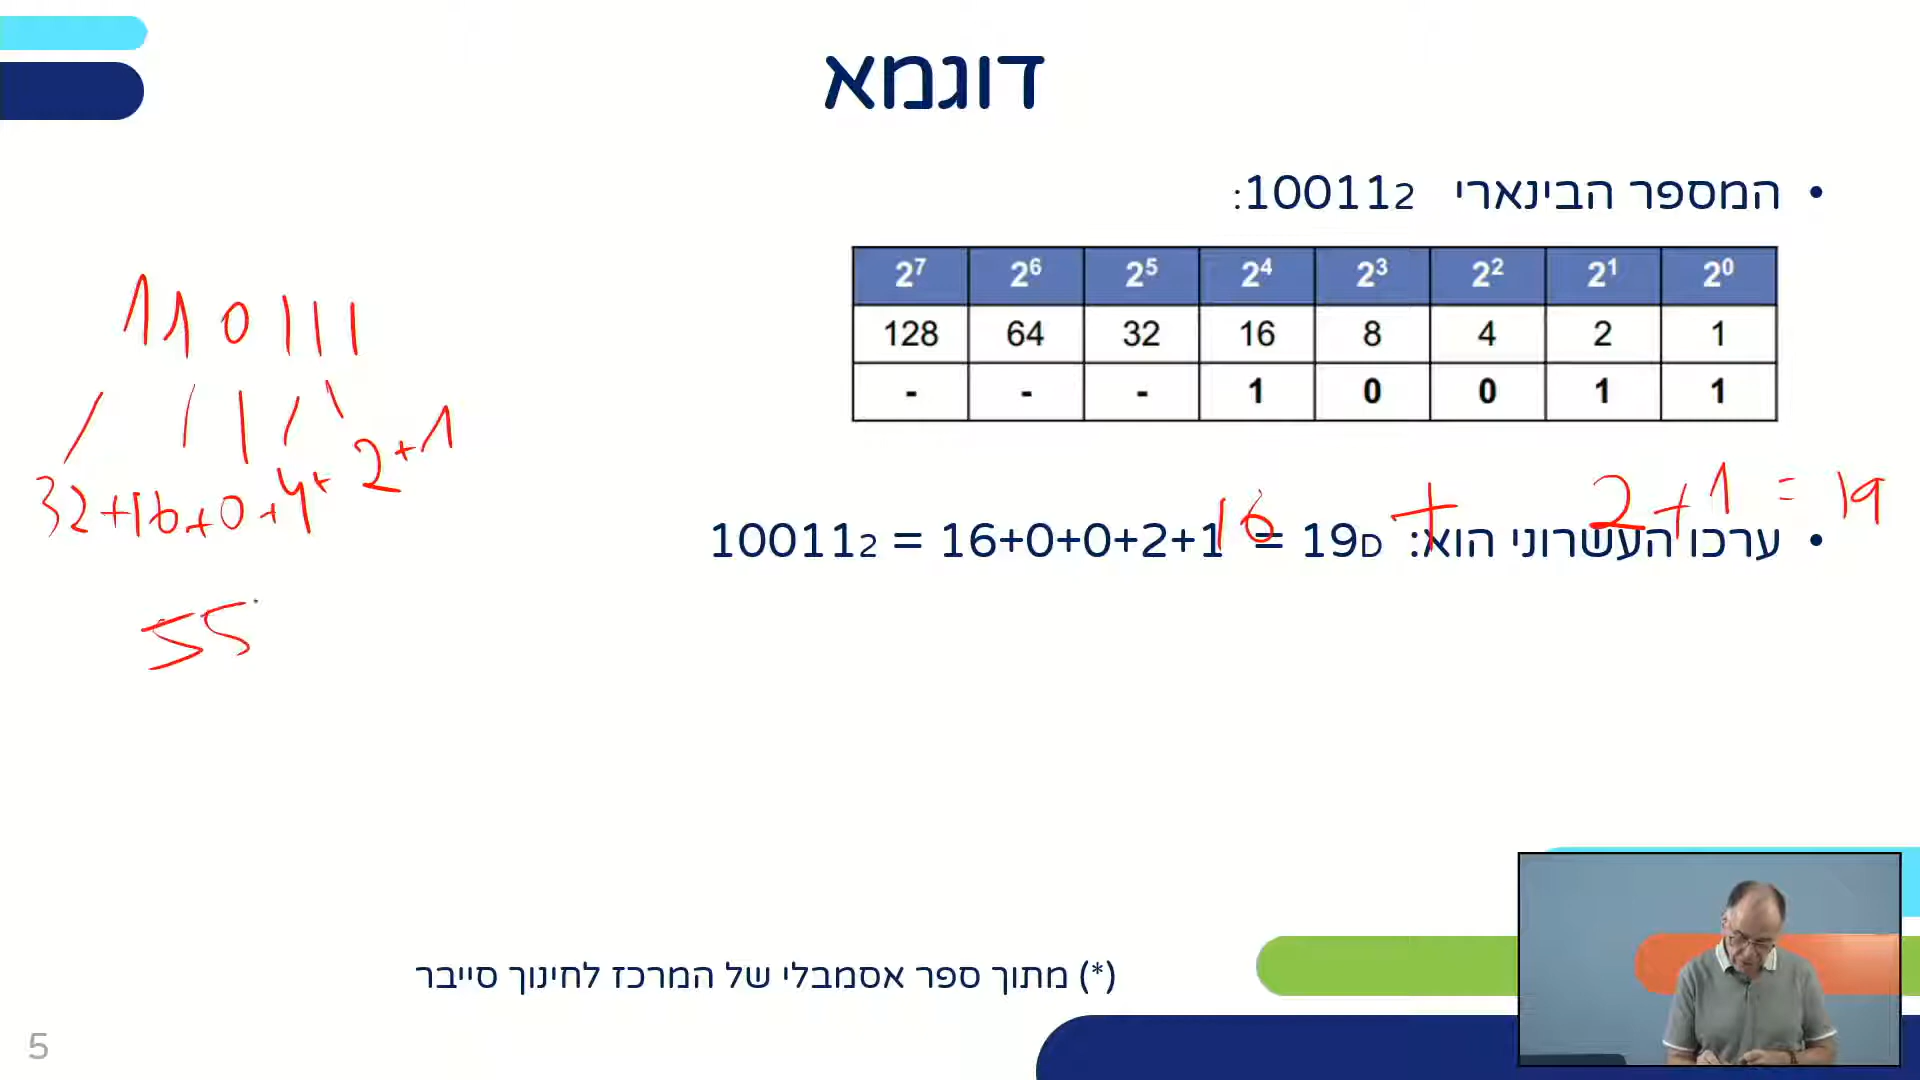 דוגמא
• המספר הבינארי 10011₂:
2⁷ 2⁶ 2⁵ 2⁴ 2³ 2² 2¹ 2⁰
128 64 32 16 8 4 2 1
- - - 1 0 0 1 1
110111
32+16+0+4+2+1
55
16 + 2+1 = 19
• ערכו העשרוני הוא: 10011₂ = 16+0+0+2+1 = 19D
(*) מתוך ספר אסמבלי של המרכז לחינוך סייבר
5